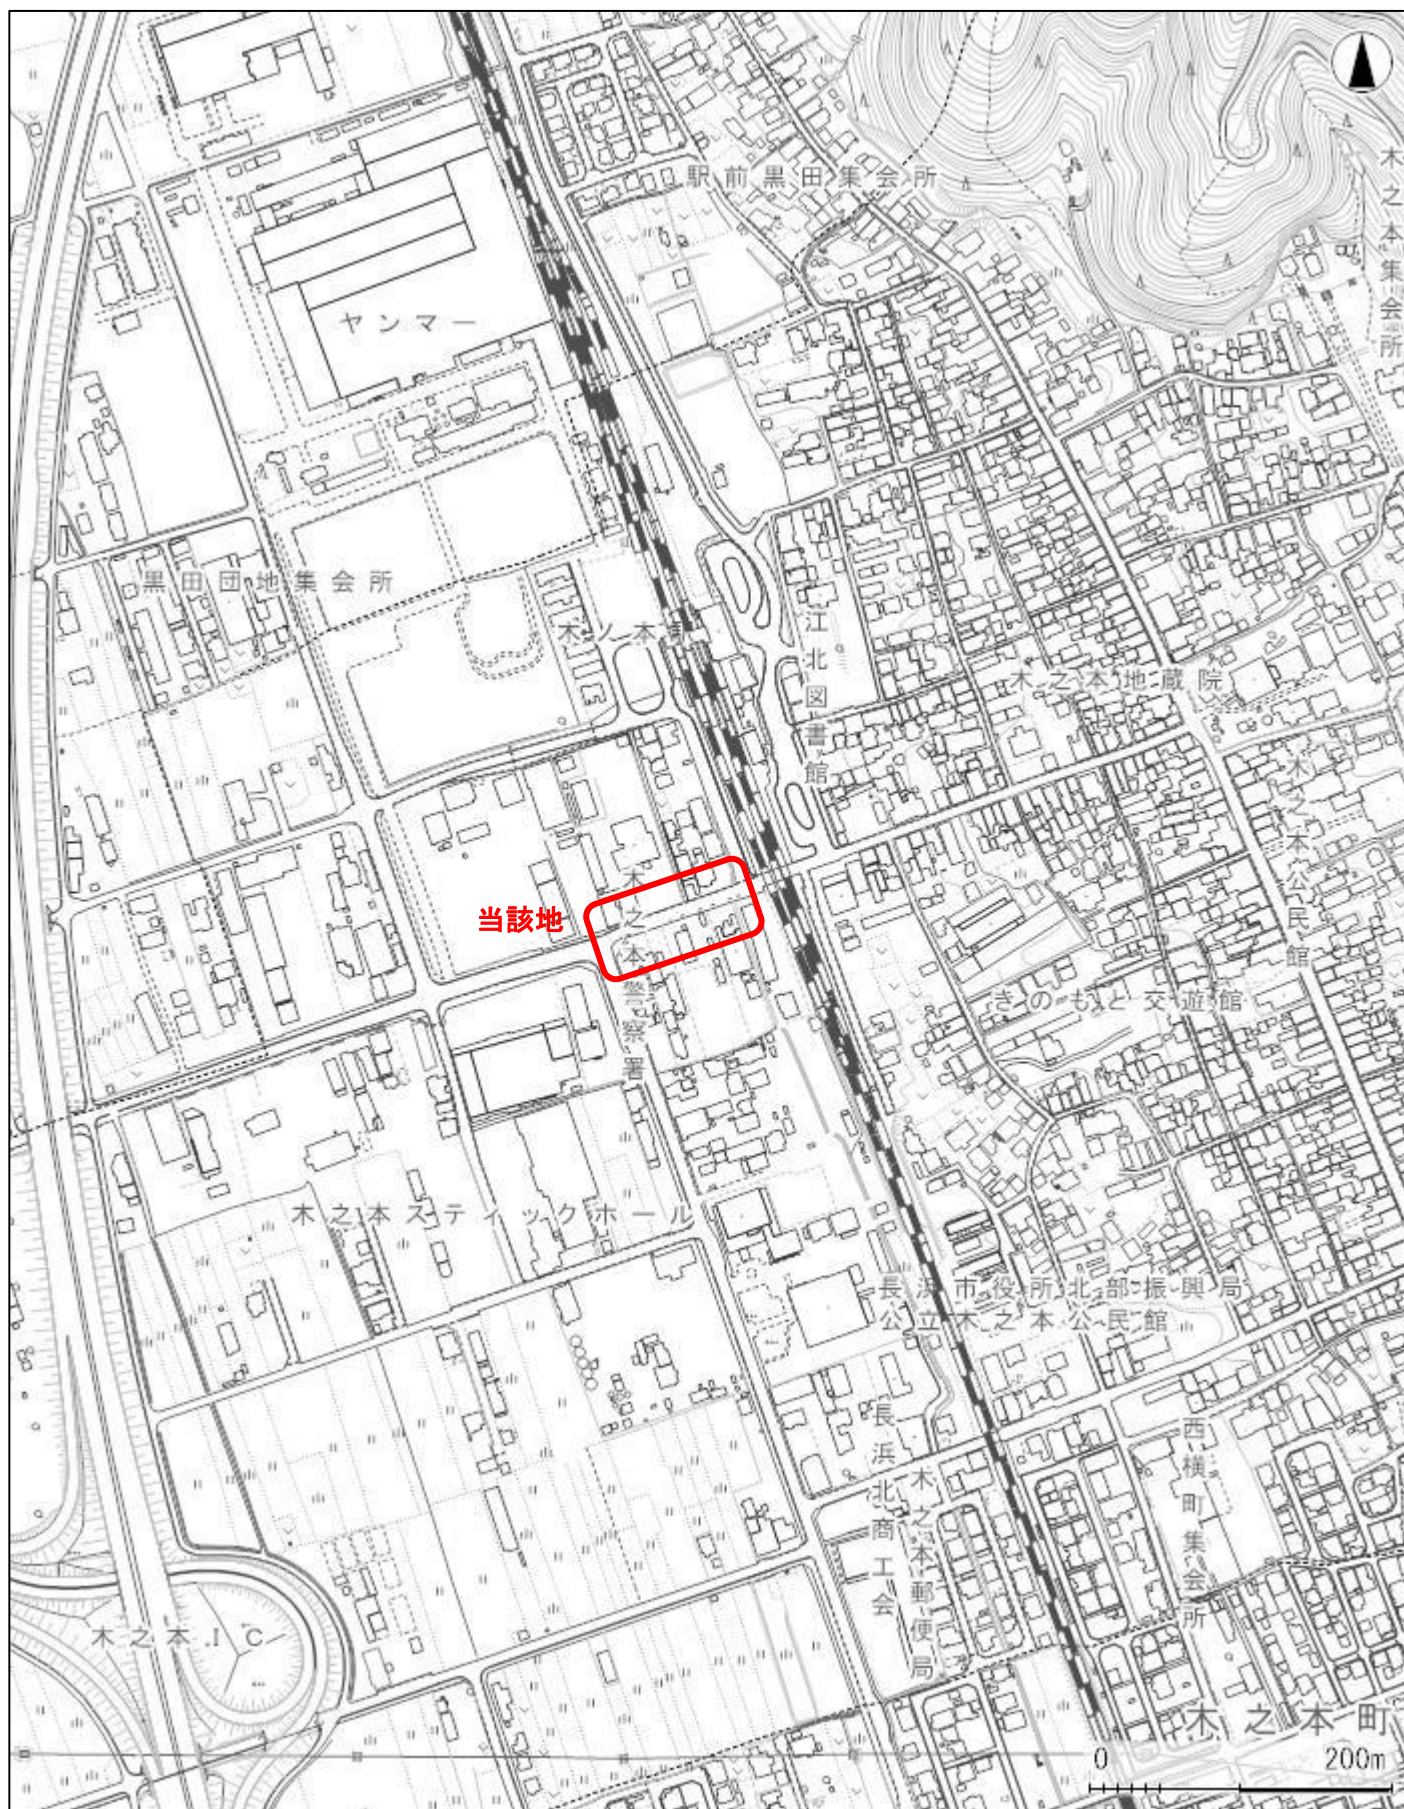 駅前黒田集会所
木之本集会所
ヤンマー
黒田団地集会所
木ノ本駅
江北図書館
木之本地蔵院
木之本公民館
当該地
木之本警察署
きのもと交遊館
木之本スティックホール
長浜市役所北部振興局
公立木之本公民館
長浜北商工会
木之本郵便局
西横町集会所
木之本IC
木之本町
0 200m